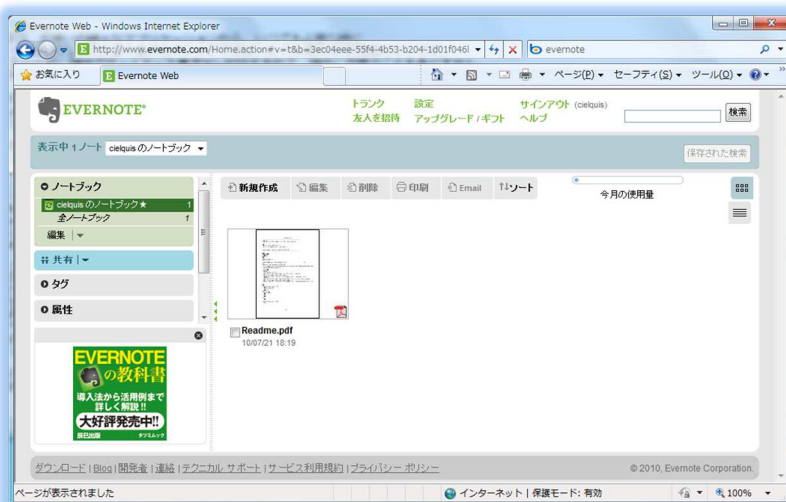 Evernote Web - Windows Internet Explorer
http://www.evernote.com/Home.action#v=t&b=3ec04eee-55f4-4b53-b204-1d01f046l
evernote
お気に入り
Evernote Web
ページ(P)
セーフティ(S)
ツール(O)
EVERNOTE
トランク 設定 サインアウト (cielquis)
友人を招待 アップグレード / ギフト ヘルプ
検索
表示中 1 ノート cielquis のノートブック
保存された検索
ノートブック
cielquis のノートブック★ 1
全ノートブック 1
編集
共有
タグ
属性
新規作成 編集 削除 印刷 Email ソート
今月の使用量
Readme.pdf
10/07/21 18:19
EVERNOTE
の教科書
導入法から活用例まで
詳しく解説!!
大好評発売中!!
辰巳出版 タツミムック
ダウンロード | Blog | 開発者 | 連絡 | テクニカル サポート | サービス利用規約 | プライバシー ポリシー
© 2010, Evernote Corporation.
ページが表示されました
インターネット | 保護モード: 有効
100%